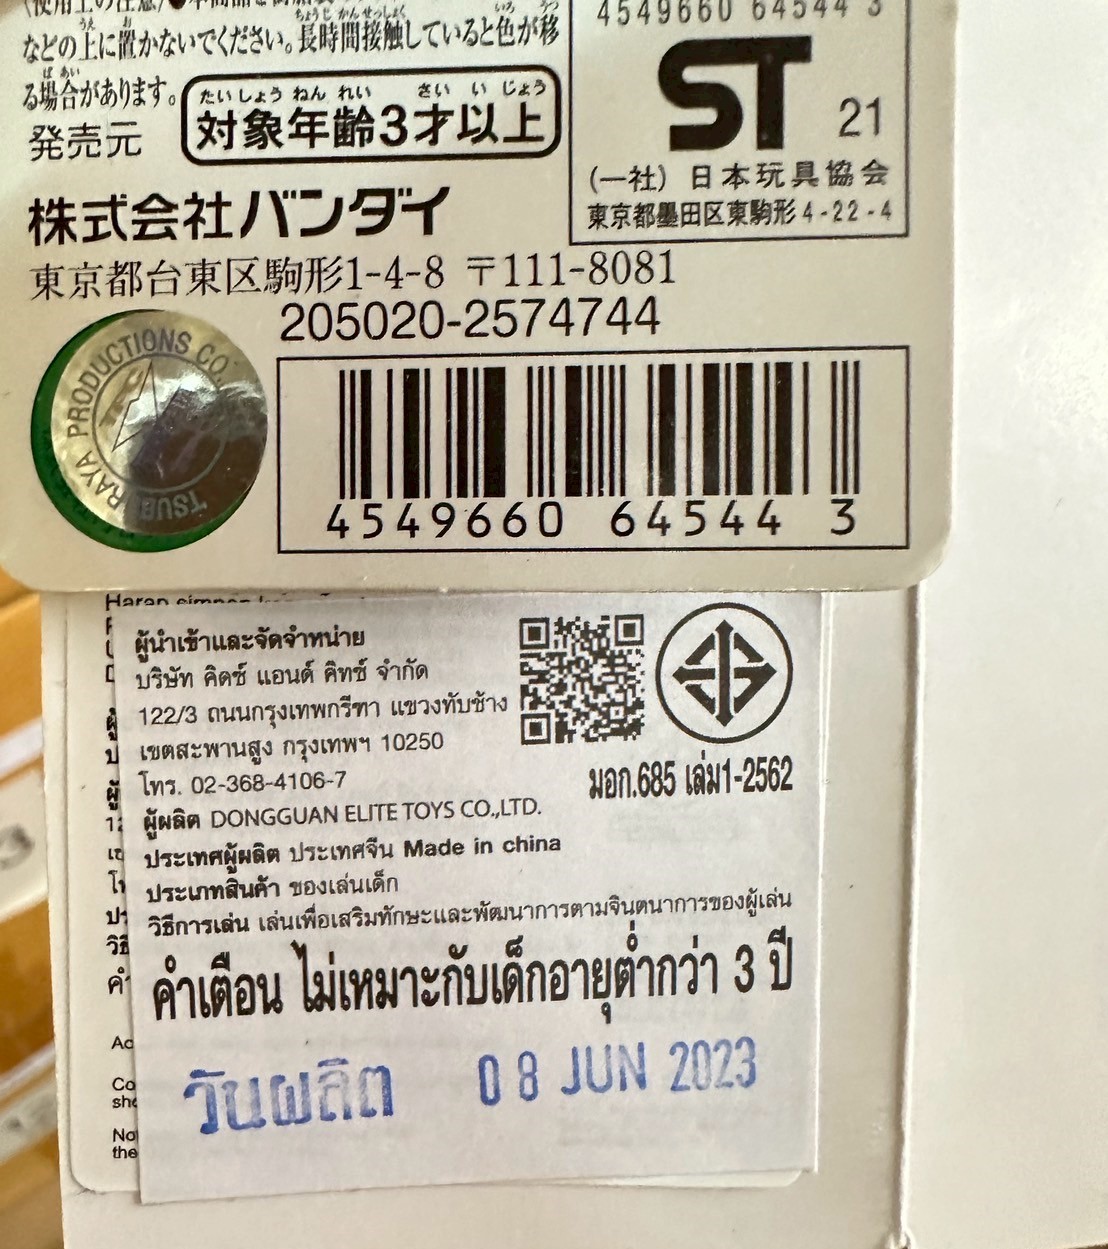 などの上に置かないでください。長時間接触していると色が移
る場合があります。
発売元
たいしょう ねん れい さい い じょう
対象年齢3才以上
株式会社バンダイ
東京都台東区駒形1-4-8 〒111-8081
205020-2574744
4549660 64544 3
ST 21
(一社) 日本玩具協会
東京都墨田区東駒形4-22-4
TSUBURAYA PRODUCTIONS CO.
4549660 64544 3
ผู้นำเข้าและจัดจำหน่าย
บริษัท คิดซ์ แอนด์ คิทซ์ จำกัด
122/3 ถนนกรุงเทพกรีฑา แขวงทับช้าง
เขตสะพานสูง กรุงเทพฯ 10250
โทร. 02-368-4106-7
มอก.685 เล่ม1-2562
ผู้ผลิต DONGGUAN ELITE TOYS CO.,LTD.
ประเทศผู้ผลิต ประเทศจีน Made in china
ประเภทสินค้า ของเล่นเด็ก
วิธีการเล่น เล่นเพื่อเสริมทักษะและพัฒนาการตามจินตนาการของผู้เล่น
คำเตือน ไม่เหมาะกับเด็กอายุต่ำกว่า 3 ปี
วันผลิต 08 JUN 2023